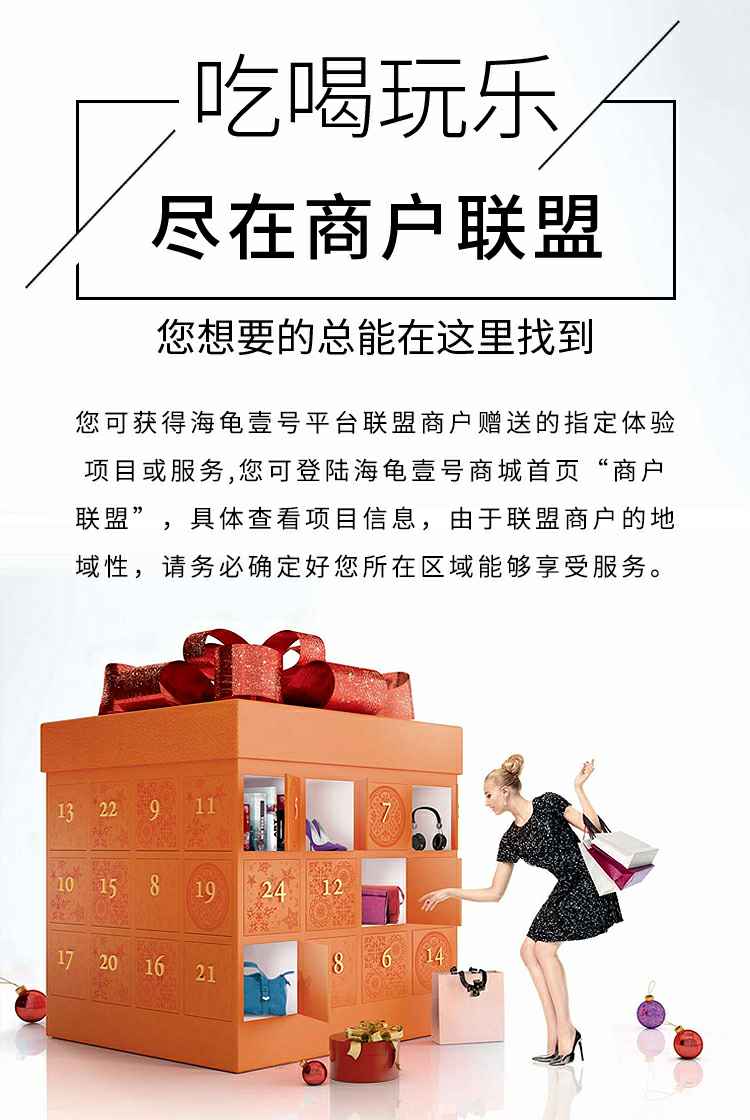 吃喝玩乐
尽在商户联盟
您想要的总能在这里找到
您可获得海龟壹号平台联盟商户赠送的指定体验
项目或服务,您可登陆海龟壹号商城首页“商户
联盟”，具体查看项目信息，由于联盟商户的地
域性，请务必确定好您所在区域能够享受服务。
13 22 9 11 5 7
10 15 8 19 24 12
17 20 16 21 8 6 14